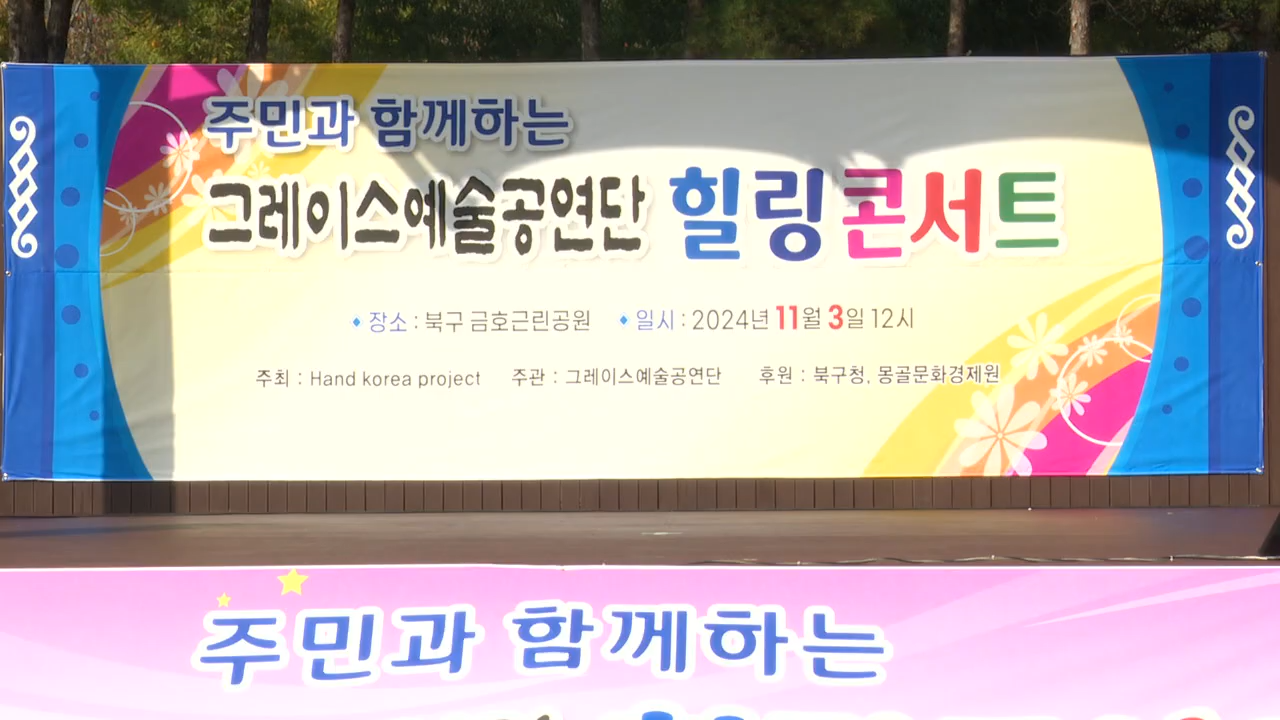 주민과 함께하는
그레이스예술공연단 힐링콘서트
장소 : 북구 금호근린공원 일시 : 2024년 11월 3일 12시
주최 : Hand korea project 주관 : 그레이스예술공연단 후원 : 북구청, 몽골문화경제원
주민과 함께하는